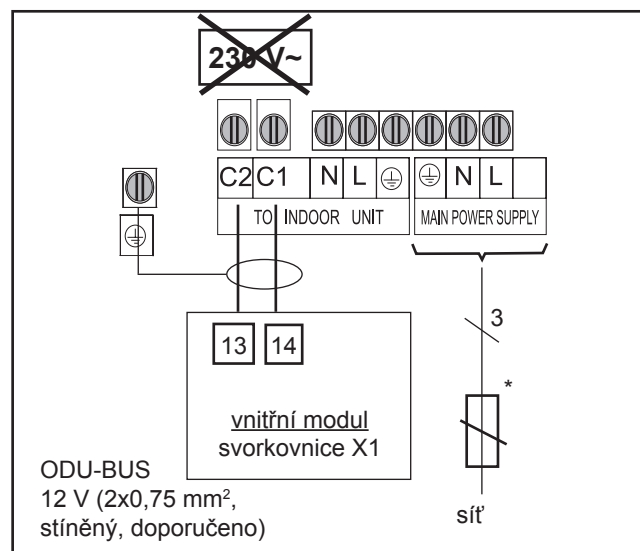 230 V~
C2 C1 N L N L
TO INDOOR UNIT MAIN POWER SUPPLY
3
13 14
*
vnitřní modul
svorkovnice X1
ODU-BUS
12 V (2x0,75 mm²,
stíněný, doporučeno)
síť